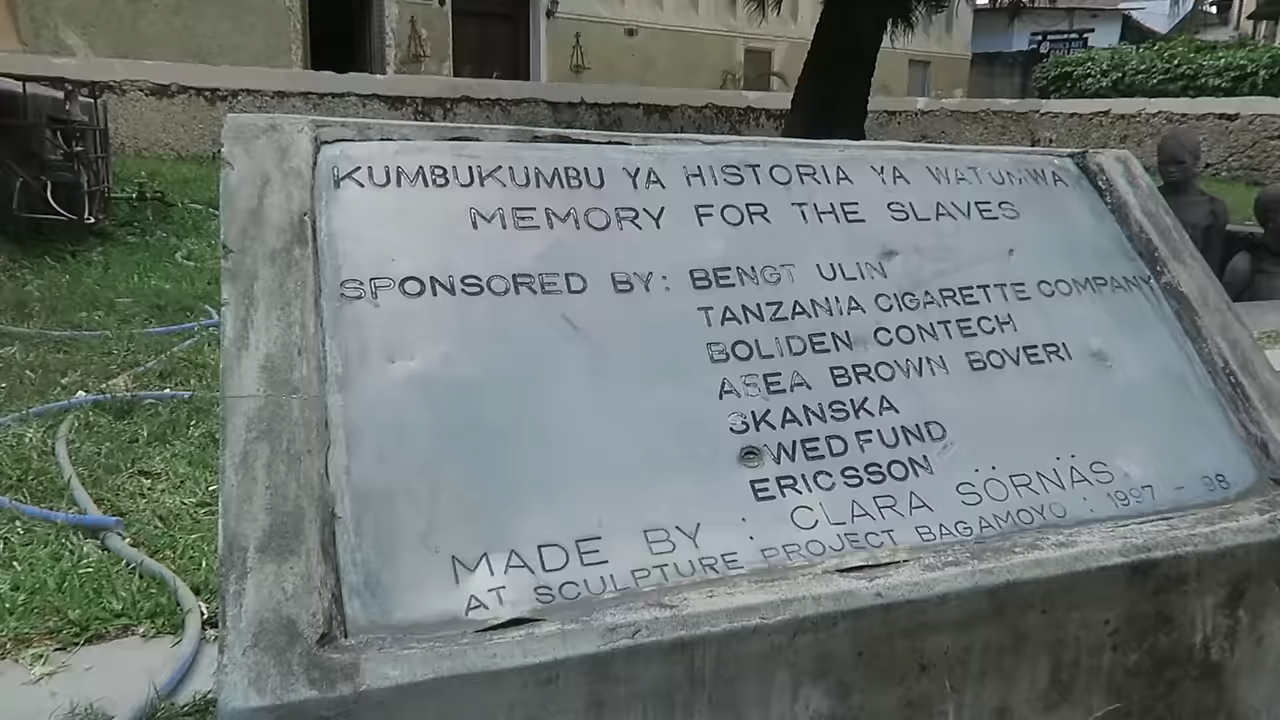 KUMBUKUMBU YA HISTORIA YA WATUMWA
MEMORY FOR THE SLAVES
SPONSORED BY: BENGT ULIN
TANZANIA CIGARETTE COMPANY
BOLIDEN CONTECH
ASEA BROWN BOVERI
SKANSKA
SWEDFUND
ERICSSON
MADE BY : CLARA SÖRNÄS
AT SCULPTURE PROJECT BAGAMOYO : 1997 - 98